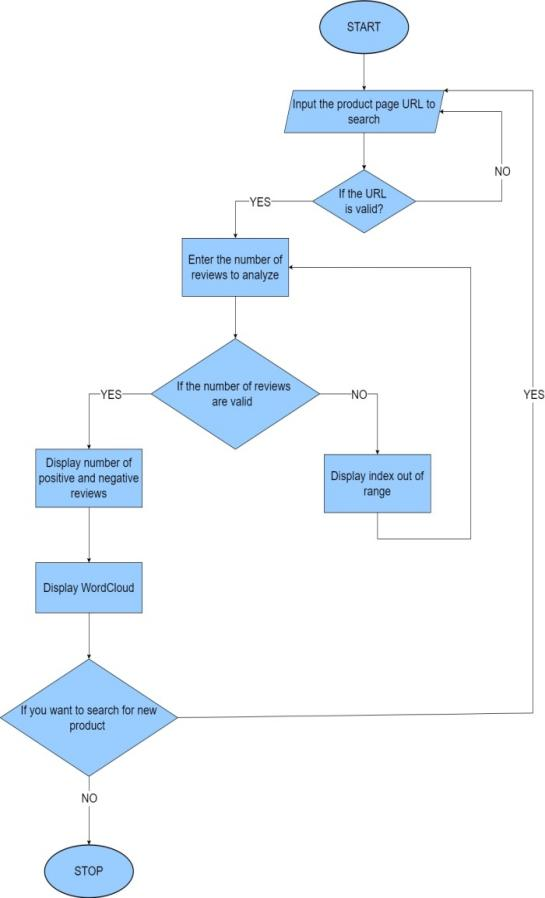 START
Input the product page URL to
search
NO
If the URL
is valid?
YES
Enter the number of
reviews to analyze
If the number of reviews
are valid
YES
NO
YES
Display number of
positive and negative
reviews
Display index out of
range
Display WordCloud
If you want to search for new
product
NO
STOP